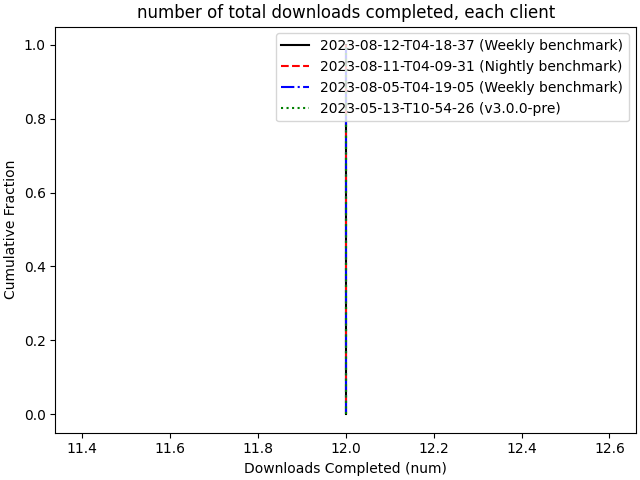 number of total downloads completed, each client
1.0
0.8
0.6
0.4
0.2
0.0
Cumulative Fraction
2023-08-12-T04-18-37 (Weekly benchmark)
2023-08-11-T04-09-31 (Nightly benchmark)
2023-08-05-T04-19-05 (Weekly benchmark)
2023-05-13-T10-54-26 (v3.0.0-pre)
11.4 11.6 11.8 12.0 12.2 12.4 12.6
Downloads Completed (num)